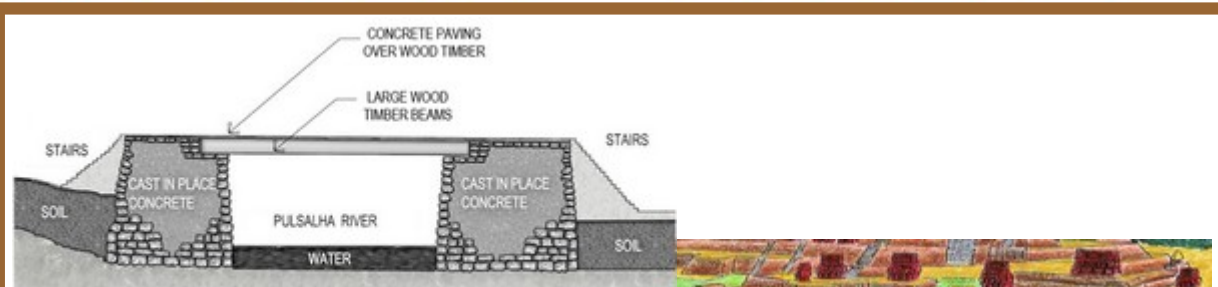 CONCRETE PAVING
OVER WOOD TIMBER
LARGE WOOD
TIMBER BEAMS
STAIRS
STAIRS
CAST IN PLACE
CONCRETE
CAST IN PLACE
CONCRETE
SOIL
PULSALHA RIVER
SOIL
WATER